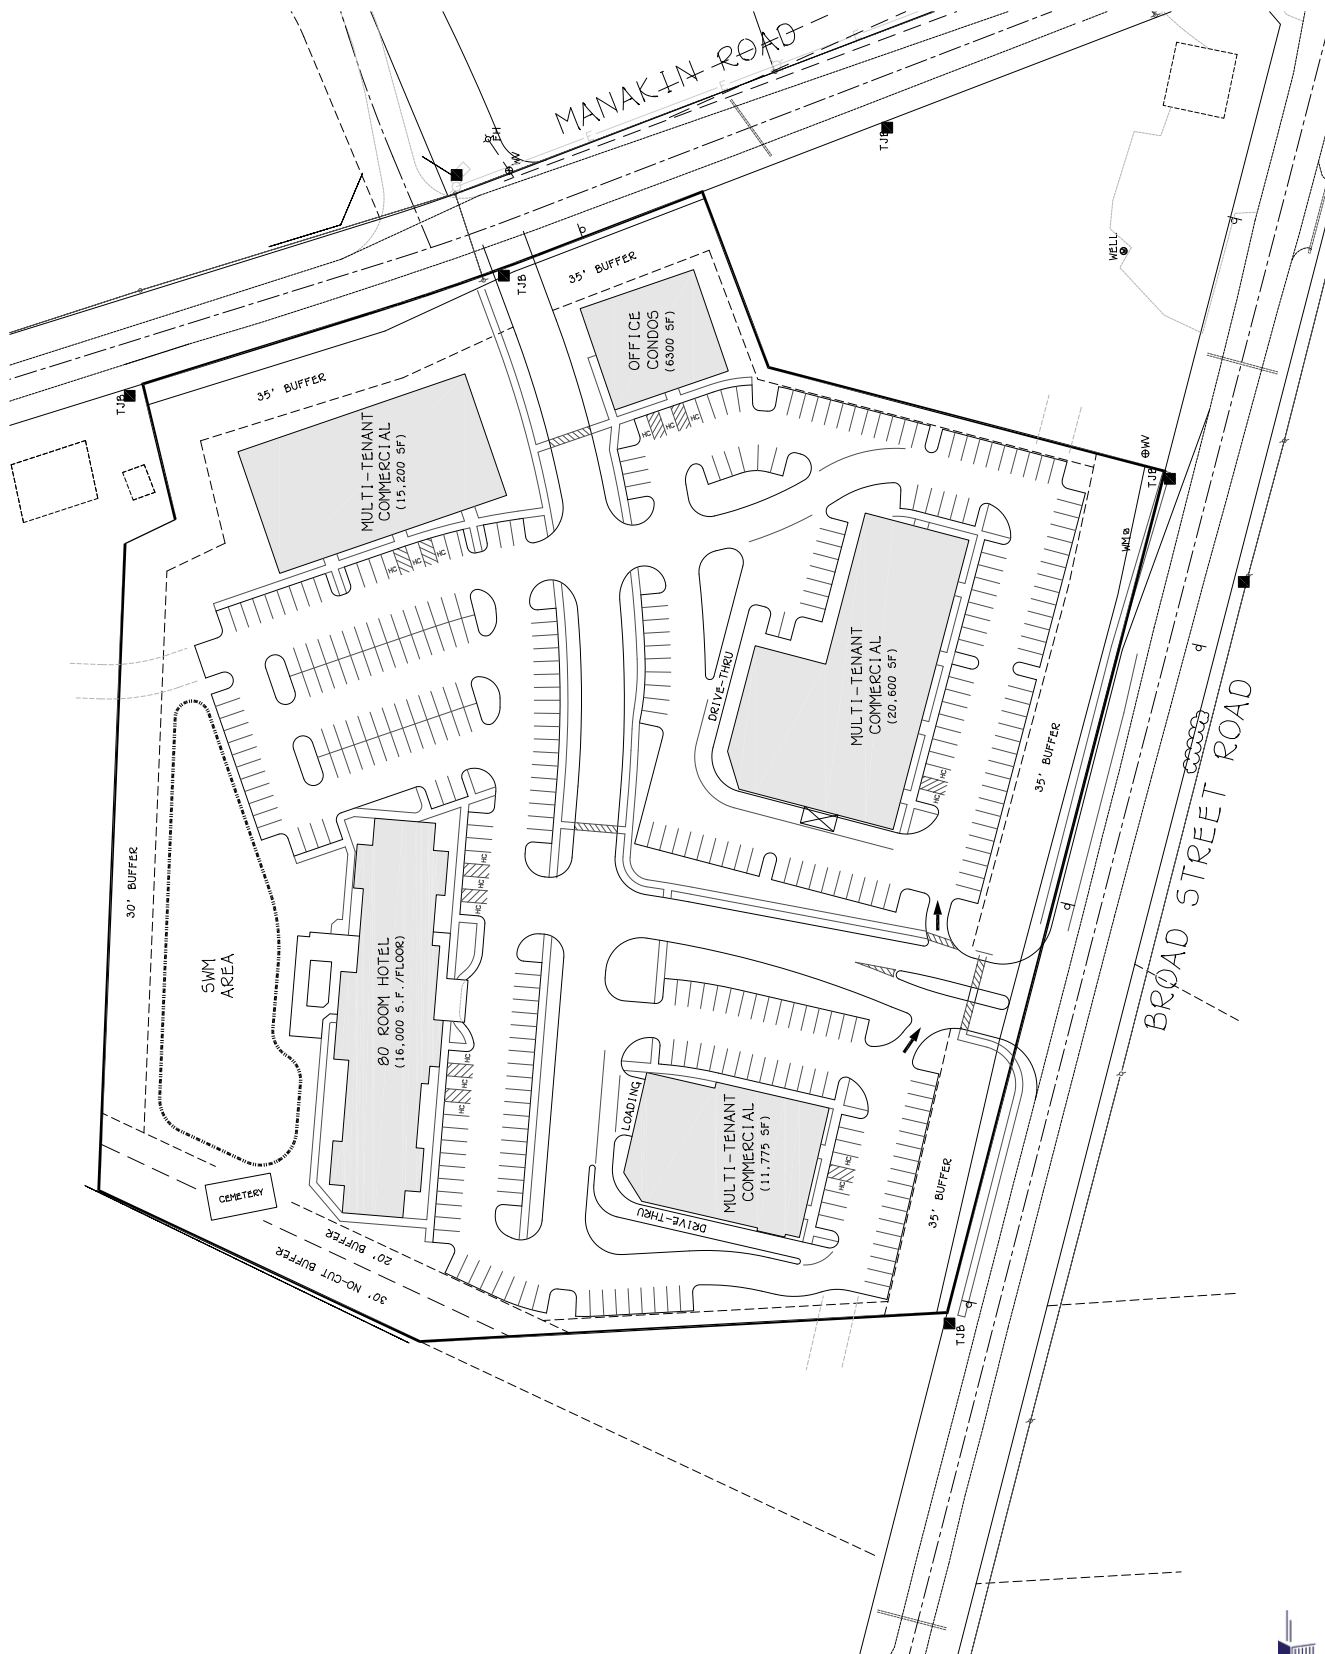 MANAKIN ROAD
FH
WV
TJB
TJB
TJB
35' BUFFER
OFFICE
CONDOS
(6300 SF)
WELL
35' BUFFER
MULTI-TENANT
COMMERCIAL
(15,200 SF)
HC
HC
HC
HC
HC
HC
WV
TJB
WM
DRIVE-THRU
MULTI-TENANT
COMMERCIAL
(20,600 SF)
HC
HC
35' BUFFER
BROAD STREET ROAD
30' BUFFER
SWM
AREA
80 ROOM HOTEL
(16,000 S.F./FLOOR)
HC
HC
HC
HC
HC
HC
LOADING
MULTI-TENANT
COMMERCIAL
(11,775 SF)
HC
HC
DRIVE-THRU
35' BUFFER
CEMETERY
20' BUFFER
30' NO-CUT BUFFER
TJB